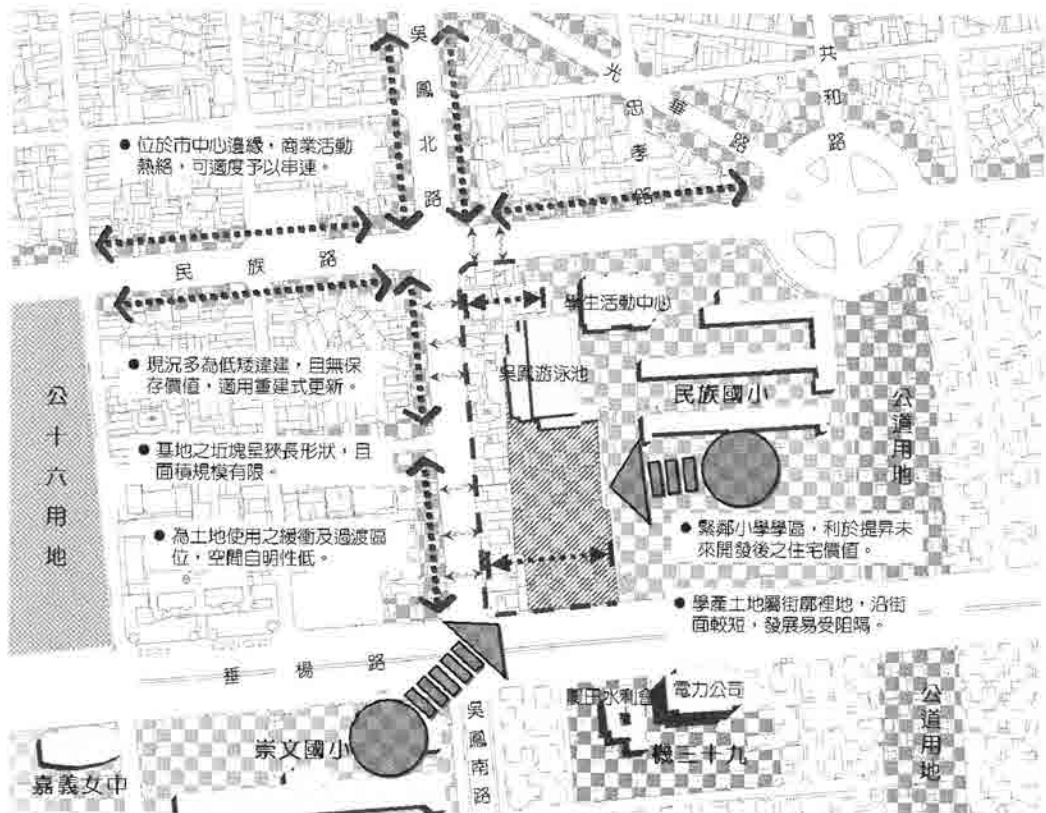 吳鳳北路
光華路
忠孝路
共和路
● 位於市中心邊緣，商業活動
熱絡，可適度予以串連。
民族路
學生活動中心
吳鳳游泳池
民族國小
● 現況多為低矮違建，且無保
存價值，適用重建式更新。
公十六用地
公道用地
● 基地之坵塊呈狹長形狀，且
面積規模有限。
● 為土地使用之緩衝及過渡區
位，空間自明性低。
● 緊鄰小學學區，利於提昇未
來開發後之住宅價值。
● 學產土地屬街廓裡地，沿街
面較短，發展易受阻隔。
垂楊路
農田水利會
電力公司
公道用地
吳鳳南路
崇文國小
機三十九
嘉義女中